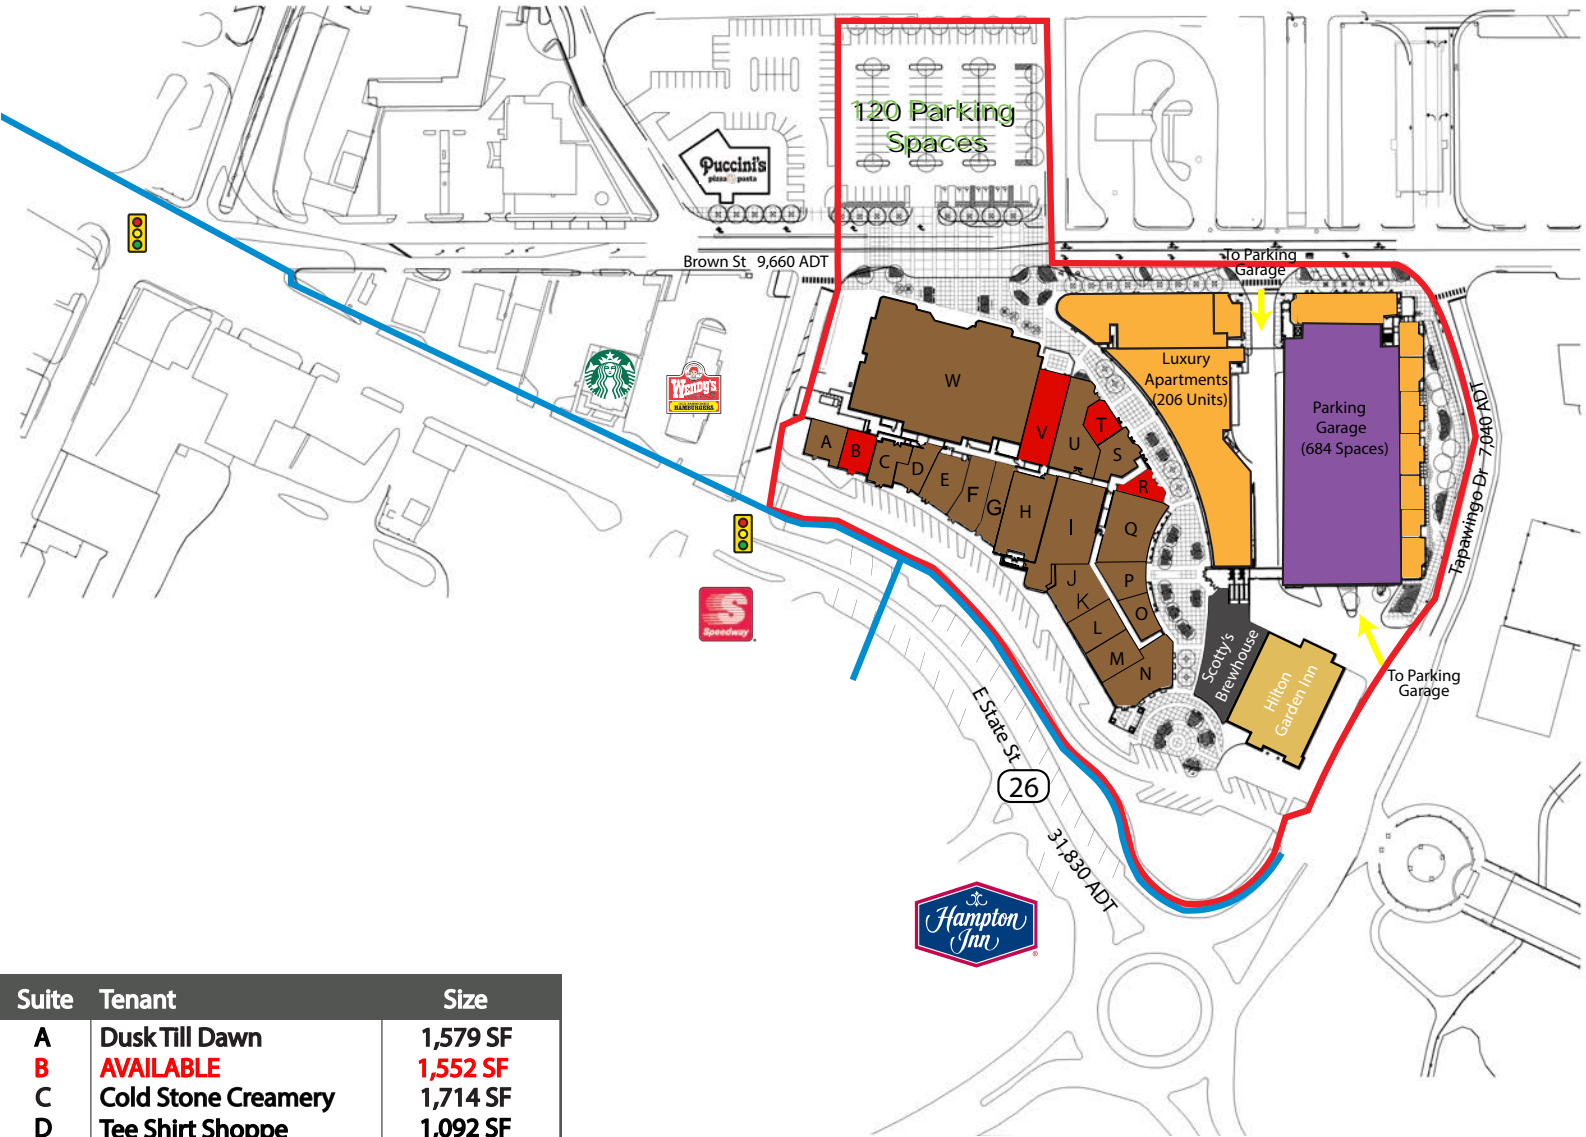 120 Parking
Spaces
Puccini's
pizza pasta
Brown St 9,660 ADT
To Parking
Garage
Luxury
Apartments
(206 Units)
Parking
Garage
(684 Spaces)
Tapawingo Dr 7,040 ADT
WENDY'S
OLD FASHIONED
HAMBURGERS
W
V
U
T
S
R
A
B
C
D
E
F
G
H
I
Q
J
K
P
O
L
M
N
Scotty's
Brewhouse
Hilton
Garden Inn
To Parking
Garage
S
Speedway
E State St
26
31,830 ADT
Hampton
Inn
Suite Tenant Size
A Dusk Till Dawn 1,579 SF
B AVAILABLE 1,552 SF
C Cold Stone Creamery 1,714 SF
D Tee Shirt Shoppe 1,092 SF